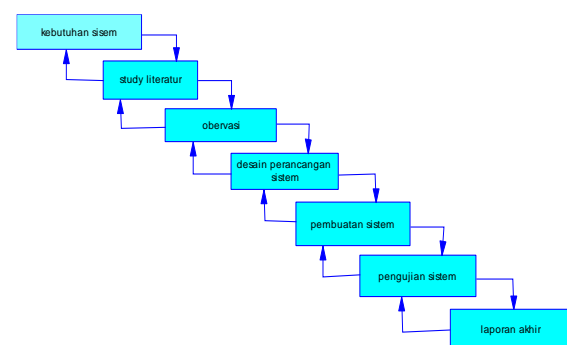 kebutuhan sisem
study literatur
obervasi
desain perancangan
sistem
pembuatan sistem
pengujian sistem
laporan akhir